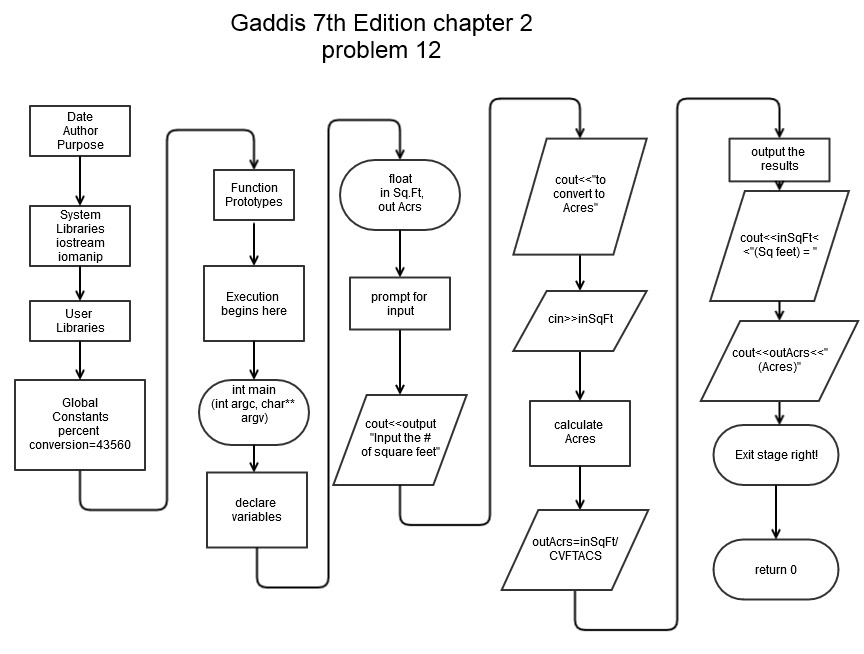 Gaddis 7th Edition chapter 2
problem 12
Date
Author
Purpose
System
Libraries
iostream
iomanip
User
Libraries
Global
Constants
percent
conversion=43560
Function
Prototypes
Execution
begins here
int main
(int argc, char**
argv)
declare
variables
float
in Sq.Ft,
out Acrs
prompt for
input
cout<<output
"Input the #
of square feet"
cout<<"to
convert to
Acres"
cin>>inSqFt
calculate
Acres
outAcrs=inSqFt/
CVFTACS
output the
results
cout<<inSqFt<
<"(Sq feet) = "
cout<<outAcrs<<"
(Acres)"
Exit stage right!
return 0